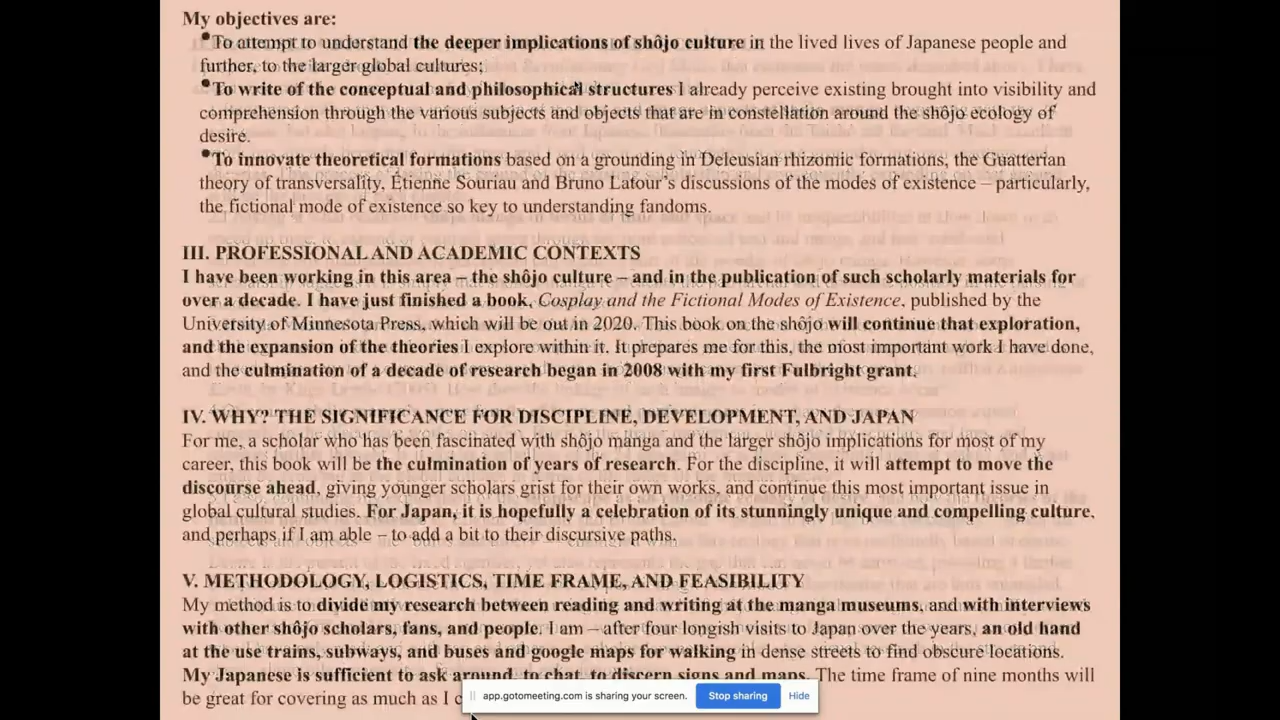 My objectives are:
•To attempt to understand the deeper implications of shôjo culture in the lived lives of Japanese people and
further, to the larger global cultures;
•To write of the conceptual and philosophical structures I already perceive existing brought into visibility and
comprehension through the various subjects and objects that are in constellation around the shôjo ecology of
desire.
•To innovate theoretical formations based on a grounding in Deleusian rhizomic formations, the Guatterian
theory of transversality, Étienne Souriau and Bruno Latour's discussions of the modes of existence – particularly,
the fictional mode of existence so key to understanding fandoms.
III. PROFESSIONAL AND ACADEMIC CONTEXTS
I have been working in this area – the shôjo culture – and in the publication of such scholarly materials for
over a decade. I have just finished a book, Cosplay and the Fictional Modes of Existence, published by the
University of Minnesota Press, which will be out in 2020. This book on the shôjo will continue that exploration,
and the expansion of the theories I explore within it. It prepares me for this, the most important work I have done,
and the culmination of a decade of research began in 2008 with my first Fulbright grant.
IV. WHY? THE SIGNIFICANCE FOR DISCIPLINE, DEVELOPMENT, AND JAPAN
For me, a scholar who has been fascinated with shôjo manga and the larger shôjo implications for most of my
career, this book will be the culmination of years of research. For the discipline, it will attempt to move the
discourse ahead, giving younger scholars grist for their own works, and continue this most important issue in
global cultural studies. For Japan, it is hopefully a celebration of its stunningly unique and compelling culture,
and perhaps if I am able – to add a bit to their discursive paths.
V. METHODOLOGY, LOGISTICS, TIME FRAME, AND FEASIBILITY
My method is to divide my research between reading and writing at the manga museums, and with interviews
with other shôjo scholars, fans, and people. I am – after four longish visits to Japan over the years, an old hand
at the use trains, subways, and buses and google maps for walking in dense streets to find obscure locations.
My Japanese is sufficient to ask around, to chat, to discern signs and maps. The time frame of nine months will
be great for covering as much as I
app.gotomeeting.com is sharing your screen. Stop sharing Hide